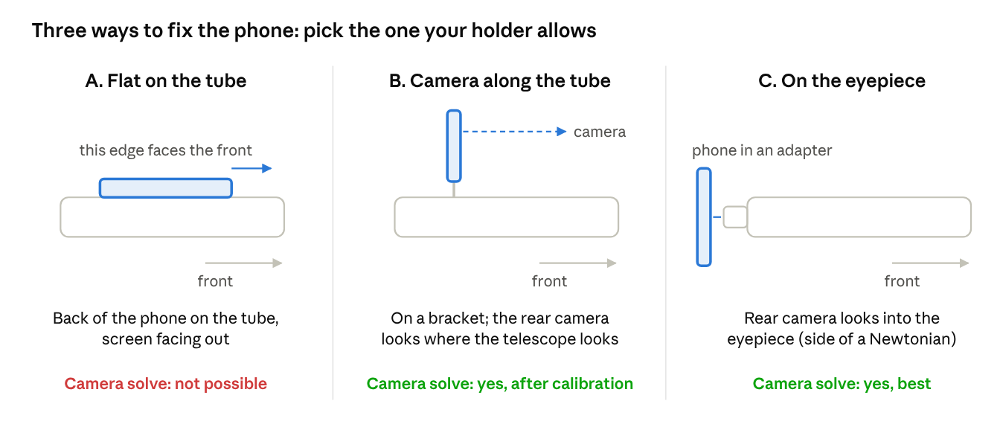 Three ways to fix the phone: pick the one your holder allows
A. Flat on the tube
this edge faces the front
front
Back of the phone on the tube,
screen facing out
Camera solve: not possible
B. Camera along the tube
camera
front
On a bracket; the rear camera
looks where the telescope looks
Camera solve: yes, after calibration
C. On the eyepiece
phone in an adapter
front
Rear camera looks into the
eyepiece (side of a Newtonian)
Camera solve: yes, best